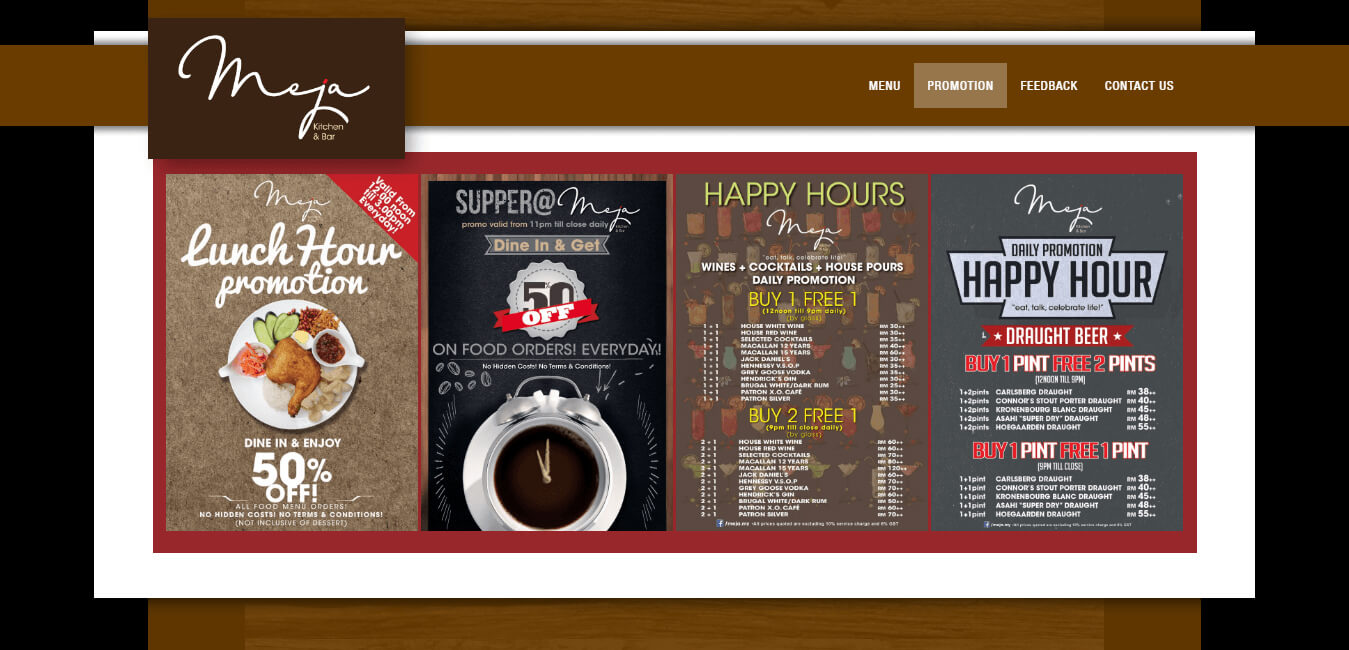 Meja
Kitchen
& Bar
MENU
PROMOTION
FEEDBACK
CONTACT US
Meja
Valid From
12:00 noon
till 3:00pm
Everyday!
Lunch Hour
promotion
DINE IN & ENJOY
50%
OFF!
ALL FOOD MENU ORDERS!
NO HIDDEN COSTS! NO TERMS & CONDITIONS!
(NOT INCLUSIVE OF DESSERT)
SUPPER@Meja
Kitchen
& Bar
promo valid from 11pm till close daily
Dine In & Get
50
OFF
ON FOOD ORDERS! EVERYDAY!
No Hidden Costs! No Terms & Conditions!
HAPPY HOURS
Meja
Kitchen
& Bar
"eat, talk, celebrate life!"
WINES + COCKTAILS + HOUSE POURS
DAILY PROMOTION
BUY 1 FREE 1
(12noon till 9pm daily)
(by glass)
1 + 1 HOUSE WHITE WINE RM 30++
1 + 1 HOUSE RED WINE RM 30++
1 + 1 SELECTED COCKTAILS RM 35++
1 + 1 MACALLAN 12 YEARS RM 40++
1 + 1 MACALLAN 15 YEARS RM 60++
1 + 1 JACK DANIEL'S RM 30++
1 + 1 HENNESSY V.S.O.P RM 35++
1 + 1 GREY GOOSE VODKA RM 35++
1 + 1 HENDRICK'S GIN RM 30++
1 + 1 BRUGAL WHITE/DARK RUM RM 25++
1 + 1 PATRON X.O. CAFÉ RM 30++
1 + 1 PATRON SILVER RM 35++
BUY 2 FREE 1
(9pm till close daily)
(by glass)
2 + 1 HOUSE WHITE WINE RM 60++
2 + 1 HOUSE RED WINE RM 60++
2 + 1 SELECTED COCKTAILS RM 70++
2 + 1 MACALLAN 12 YEARS RM 80++
2 + 1 MACALLAN 15 YEARS RM 120++
2 + 1 JACK DANIEL'S RM 60++
2 + 1 HENNESSY V.S.O.P RM 70++
2 + 1 GREY GOOSE VODKA RM 70++
2 + 1 HENDRICK'S GIN RM 60++
2 + 1 BRUGAL WHITE/DARK RUM RM 50++
2 + 1 PATRON X.O. CAFÉ RM 60++
2 + 1 PATRON SILVER RM 70++
/meja.my *All prices quoted are excluding 10% service charge and 6% GST
Meja
Kitchen
& Bar
DAILY PROMOTION
HAPPY HOUR
"eat, talk, celebrate life!"
DRAUGHT BEER
BUY 1 PINT FREE 2 PINTS
(12NOON TILL 9PM)
1+2pints CARLSBERG DRAUGHT RM 38++
1+2pints CONNOR'S STOUT PORTER DRAUGHT RM 40++
1+2pints KRONENBOURG BLANC DRAUGHT RM 45++
1+2pints ASAHI "SUPER DRY" DRAUGHT RM 48++
1+2pints HOEGAARDEN DRAUGHT RM 55++
BUY 1 PINT FREE 1 PINT
(9PM TILL CLOSE)
1+1pint CARLSBERG DRAUGHT RM 38++
1+1pint CONNOR'S STOUT PORTER DRAUGHT RM 40++
1+1pint KRONENBOURG BLANC DRAUGHT RM 45++
1+1pint ASAHI "SUPER DRY" DRAUGHT RM 48++
1+1pint HOEGAARDEN DRAUGHT RM 55++
/meja.my *All prices quoted are excluding 10% service charge and 6% GST